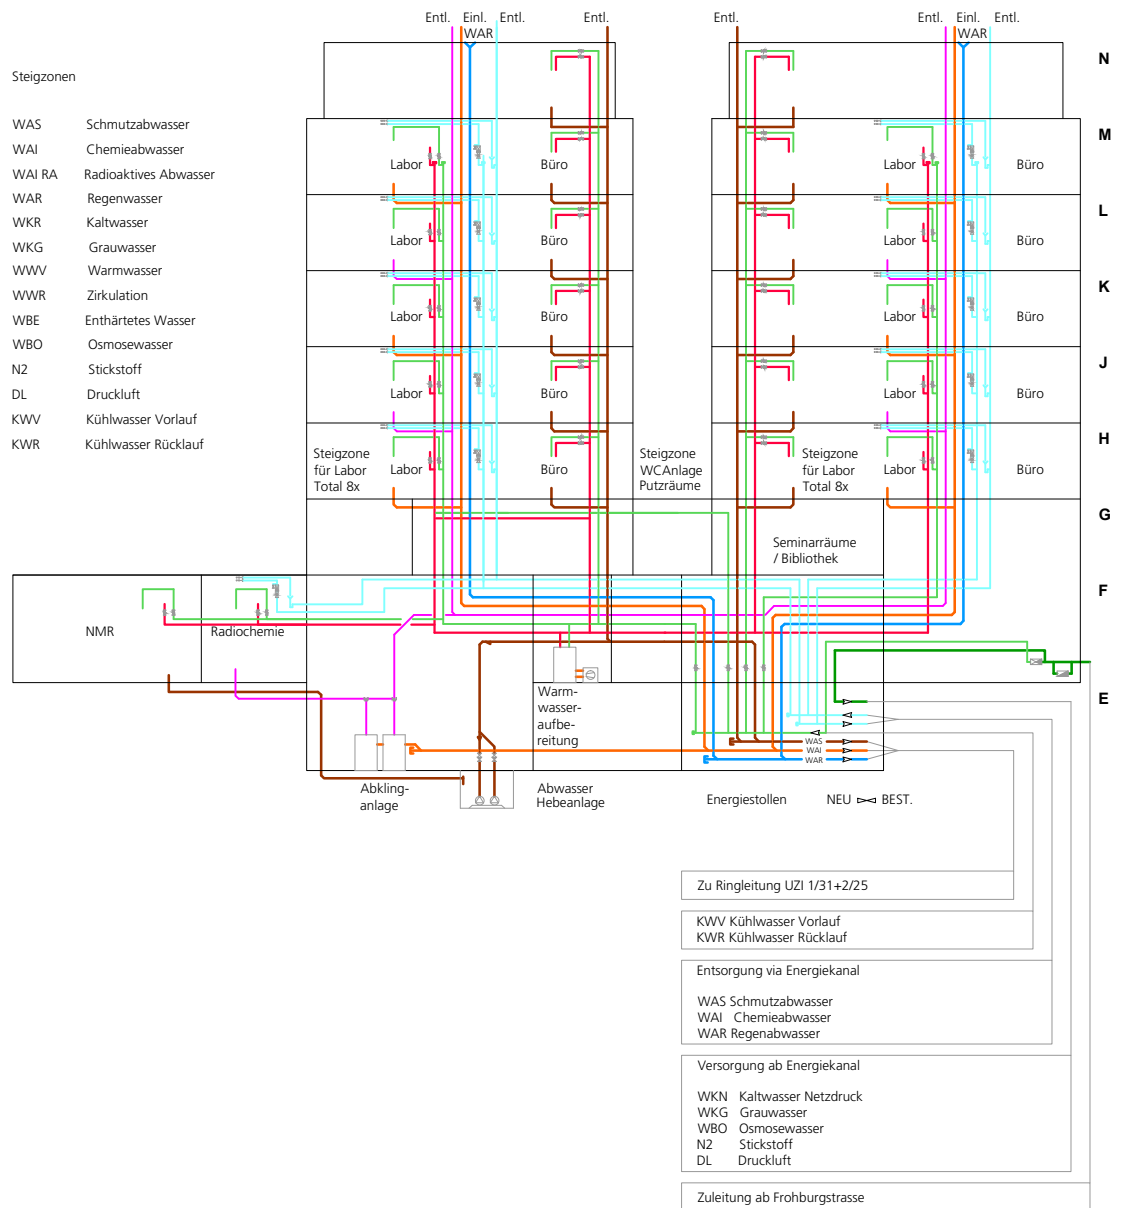 Entl. Einl. Entl.
WAR
Entl.
Entl.
Entl. Einl. Entl.
WAR
N
Steigzonen
WAS Schmutzabwasser
WAI Chemieabwasser
WAI RA Radioaktives Abwasser
WAR Regenwasser
WKR Kaltwasser
WKG Grauwasser
WWV Warmwasser
WWR Zirkulation
WBE Enthärtetes Wasser
WBO Osmosewasser
N2 Stickstoff
DL Druckluft
KWV Kühlwasser Vorlauf
KWR Kühlwasser Rücklauf
M
Labor Büro Labor Büro
L
Labor Büro Labor Büro
K
Labor Büro Labor Büro
J
Labor Büro Labor Büro
H
Steigzone
für Labor
Total 8x
Labor Büro
Steigzone
WCAnlage
Putzräume
Steigzone
für Labor
Total 8x
Labor Büro
G
Seminarräume
/ Bibliothek
F
NMR
Radiochemie
E
Warm-
wasser-
aufbe-
reitung
WAS
WAI
WAR
Abkling-
anlage
Abwasser
Hebeanlage
Energiestollen
NEU BEST.
Zu Ringleitung UZI 1/31+2/25
KWV Kühlwasser Vorlauf
KWR Kühlwasser Rücklauf
Entsorgung via Energiekanal
WAS Schmutzabwasser
WAI Chemieabwasser
WAR Regenabwasser
Versorgung ab Energiekanal
WKN Kaltwasser Netzdruck
WKG Grauwasser
WBO Osmosewasser
N2 Stickstoff
DL Druckluft
Zuleitung ab Frohburgstrasse